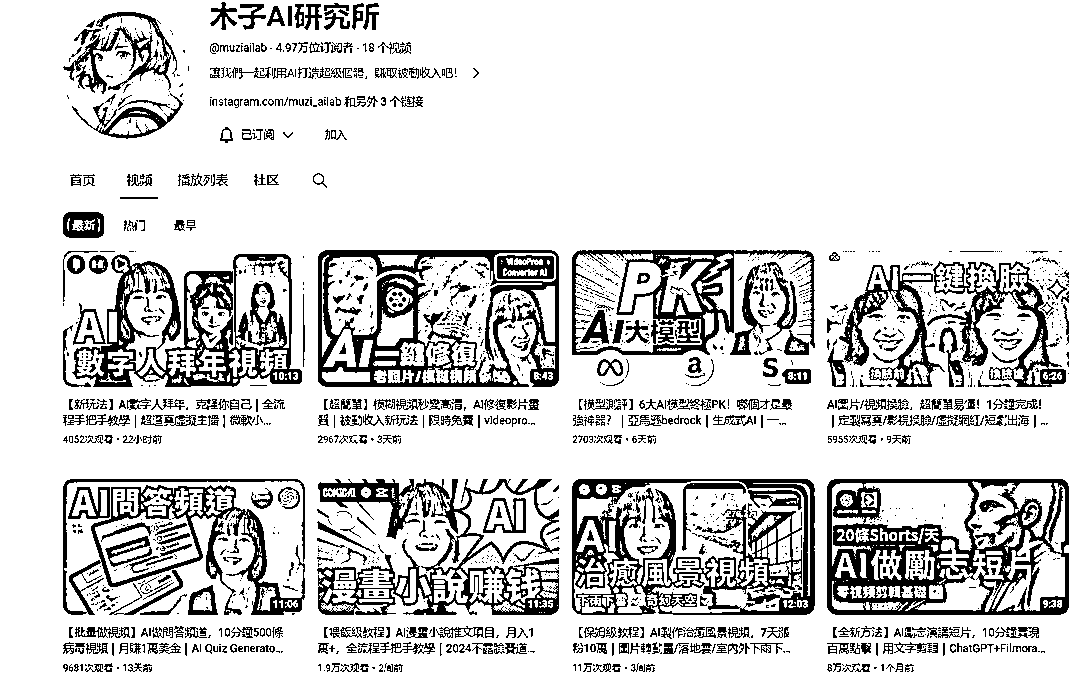 木子AI研究所
@muziailab · 4.97万位订阅者 · 18 个视频
讓我們一起利用AI打造超級個體，賺取被動收入吧！
instagram.com/muzi_ailab 和另外 3 个链接
已订阅
加入
首页 视频 播放列表 社区
最新 热门 最早
AI
數字人拜年視頻
10:13
VideoProc
Converter AI
AI一鍵修復
老照片/模糊視頻
PK
AI大模型
a
S
8:11
AI一鍵換臉
換臉前
換臉後
6:26
【新玩法】AI數字人拜年，克隆你自己｜全流
程手把手教學｜超逼真虛擬主播｜微軟小...
4052次观看 · 22小时前
【超簡單】模糊視頻秒變高清，AI修復影片畫
質｜被動收入新玩法｜限時免費｜videopro...
2967次观看 · 3天前
【模型測評】6大AI模型終極PK！哪個才是最
強神器？｜亞馬遜bedrock｜生成式AI｜一...
2703次观看 · 6天前
AI图片/視頻換臉，超簡單易懂！1分鐘完成！
｜定製寫真/影視換臉/虛擬網紅/短劇出海｜...
5955次观看 · 9天前
AI問答頻道
11:06
AI
漫畫小說賺钱
11:35
AI
治癒風景視頻
下雨下雪 奇幻天空
12:03
20條Shorts/天
AI做勵志短片
零視頻剪輯基礎
9:38
【批量做視頻】AI做問答頻道，10分鐘500條
病毒視頻｜月賺1萬美金｜AI Quiz Generato...
9681次观看 · 13天前
【喂飯級教程】AI漫畫小說推文項目，月入1
萬+，全流程手把手教學｜2024不露臉賽道...
1.9万次观看 · 2周前
【保姆級教程】AI製作治癒風景視頻，7天漲
粉10萬｜图片轉動畫/落地雲/室內外下雨下...
11万次观看 · 3周前
【全新方法】AI勵志演講短片，10分鐘實現
百萬點擊｜用文字剪輯｜ChatGPT+Filmora...
8万次观看 · 1个月前